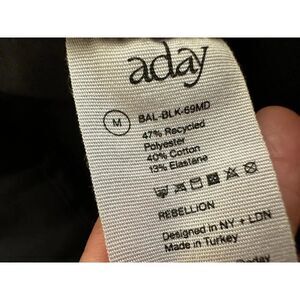 aday
M
BAL-BLK-69MD
47% Recycled
Polyester
40% Cotton
13% Elastane
REBELLION
Designed in NY + LDN
Made in Turkey